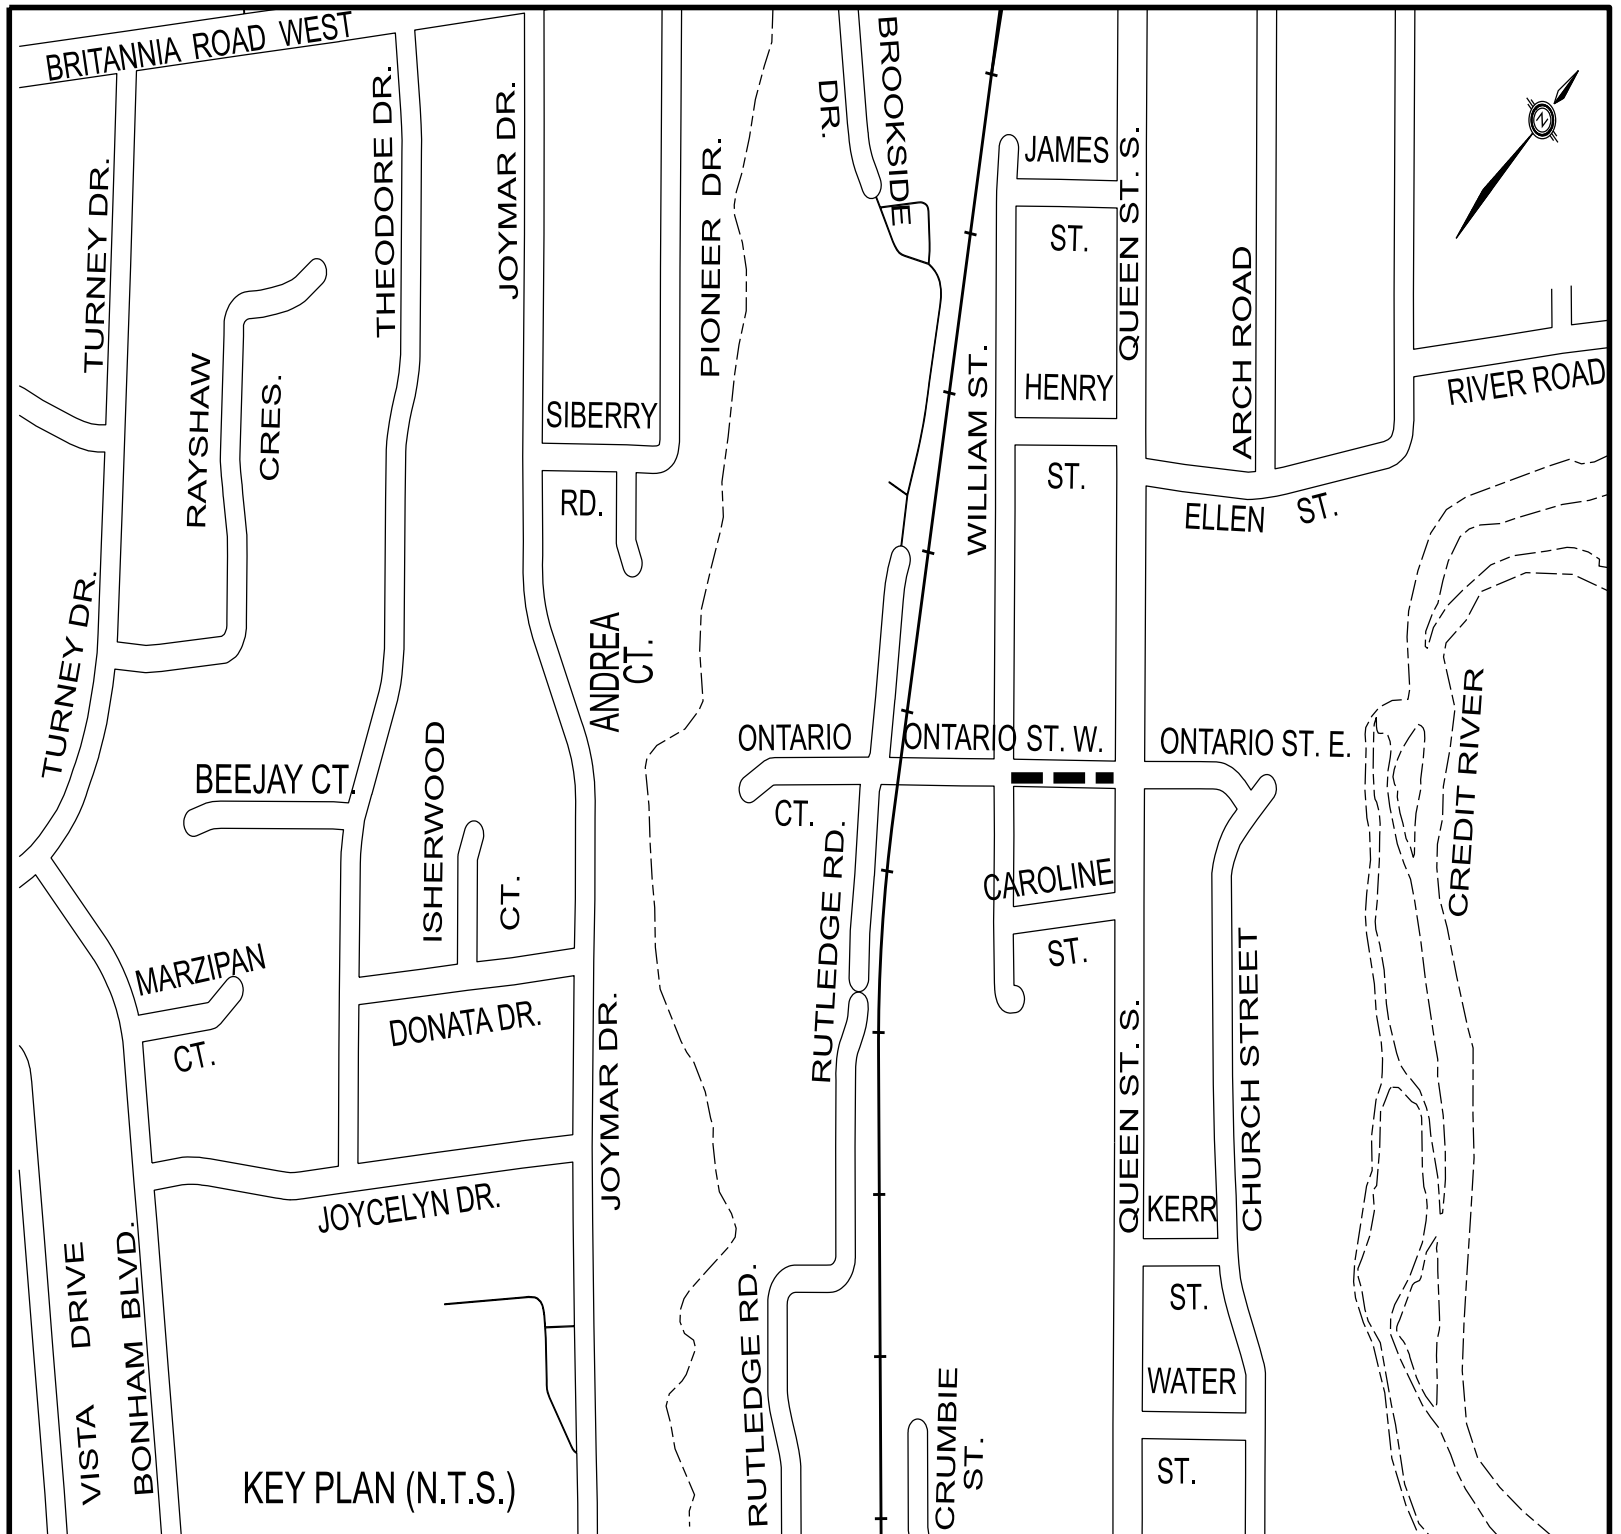 BRITANNIA ROAD WEST
TURNEY DR.
THEODORE DR.
JOYMAR DR.
PIONEER DR.
BROOKSIDE
DR.
JAMES
ST.
QUEEN ST. S.
ARCH ROAD
N
RIVER ROAD
RAYSHAW
CRES.
SIBERRY
RD.
WILLIAM ST.
HENRY
ST.
ELLEN ST.
TURNEY DR.
ANDREA
CT.
ONTARIO
CT.
ONTARIO ST. W.
ONTARIO ST. E.
CREDIT RIVER
BEEJAY CT.
ISHERWOOD
CT.
RUTLEDGE RD.
CAROLINE
ST.
MARZIPAN
CT.
DONATA DR.
JOYMAR DR.
QUEEN ST. S.
CHURCH STREET
JOYCELYN DR.
KERR
ST.
VISTA DRIVE
BONHAM BLVD.
RUTLEDGE RD.
CRUMBIE
ST.
WATER
ST.
KEY PLAN (N.T.S.)